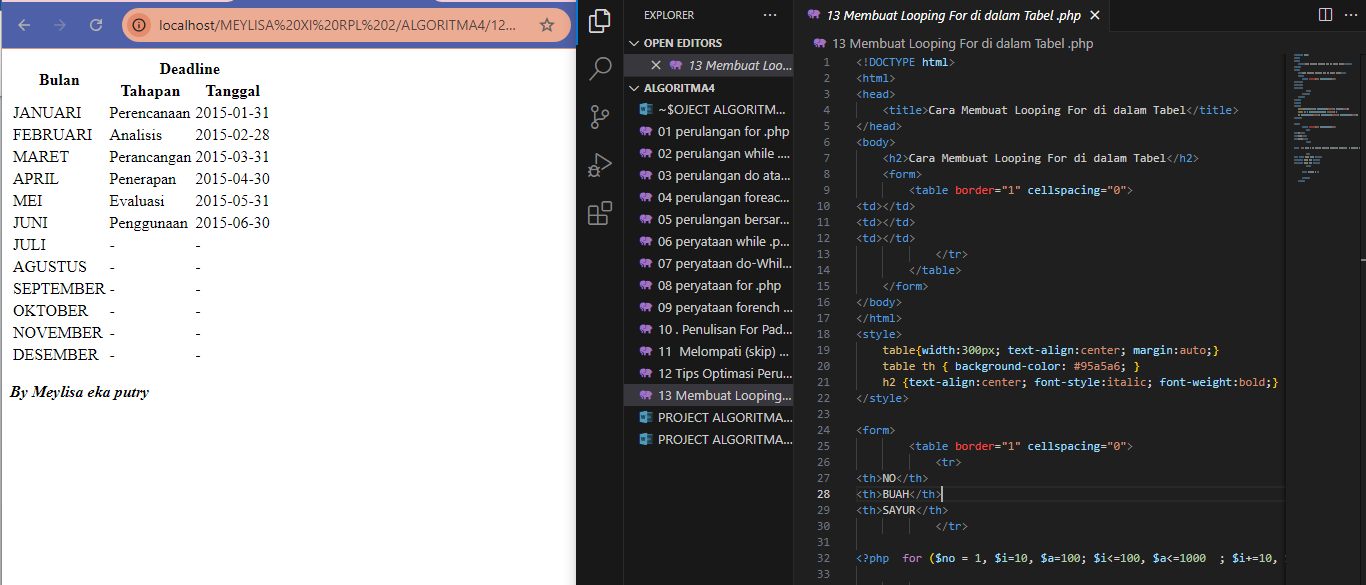 localhost/MEYLISA%20XI%20RPL%202/ALGORITMA4/12...
Bulan Deadline
Tahapan Tanggal
JANUARI Perencanaan 2015-01-31
FEBRUARI Analisis 2015-02-28
MARET Perancangan 2015-03-31
APRIL Penerapan 2015-04-30
MEI Evaluasi 2015-05-31
JUNI Penggunaan 2015-06-30
JULI - -
AGUSTUS - -
SEPTEMBER - -
OKTOBER - -
NOVEMBER - -
DESEMBER - -
By Meylisa eka putry
EXPLORER ...
OPEN EDITORS
13 Membuat Loo...
ALGORITMA4
~$OJECT ALGORITM...
01 perulangan for .php
02 perulangan while ....
03 perulangan do ata...
04 perulangan foreac...
05 perulangan bersar...
06 peryataan while .p...
07 peryataan do-Whil...
08 peryataan for .php
09 peryataan forench ...
10 . Penulisan For Pad...
11  Melompati (skip) ...
12 Tips Optimasi Peru...
13 Membuat Looping...
PROJECT ALGORITMA...
PROJECT ALGORITMA...
13 Membuat Looping For di dalam Tabel .php
13 Membuat Looping For di dalam Tabel .php
1 <!DOCTYPE html>
2 <html>
3 <head>
4 <title>Cara Membuat Looping For di dalam Tabel</title>
5 </head>
6 <body>
7 <h2>Cara Membuat Looping For di dalam Tabel</h2>
8 <form>
9 <table border="1" cellspacing="0">
10 <td></td>
11 <td></td>
12 <td></td>
13 </tr>
14 </table>
15 </form>
16 </body>
17 </html>
18 <style>
19 table{width:300px; text-align:center; margin:auto;}
20 table th { background-color: #95a5a6; }
21 h2 {text-align:center; font-style:italic; font-weight:bold;}
22 </style>
23
24 <form>
25 <table border="1" cellspacing="0">
26 <tr>
27 <th>NO</th>
28 <th>BUAH</th>
29 <th>SAYUR</th>
30 </tr>
31
32 <?php  for ($no = 1, $i=10, $a=100; $i<=100, $a<=1000  ; $i+=10,
33